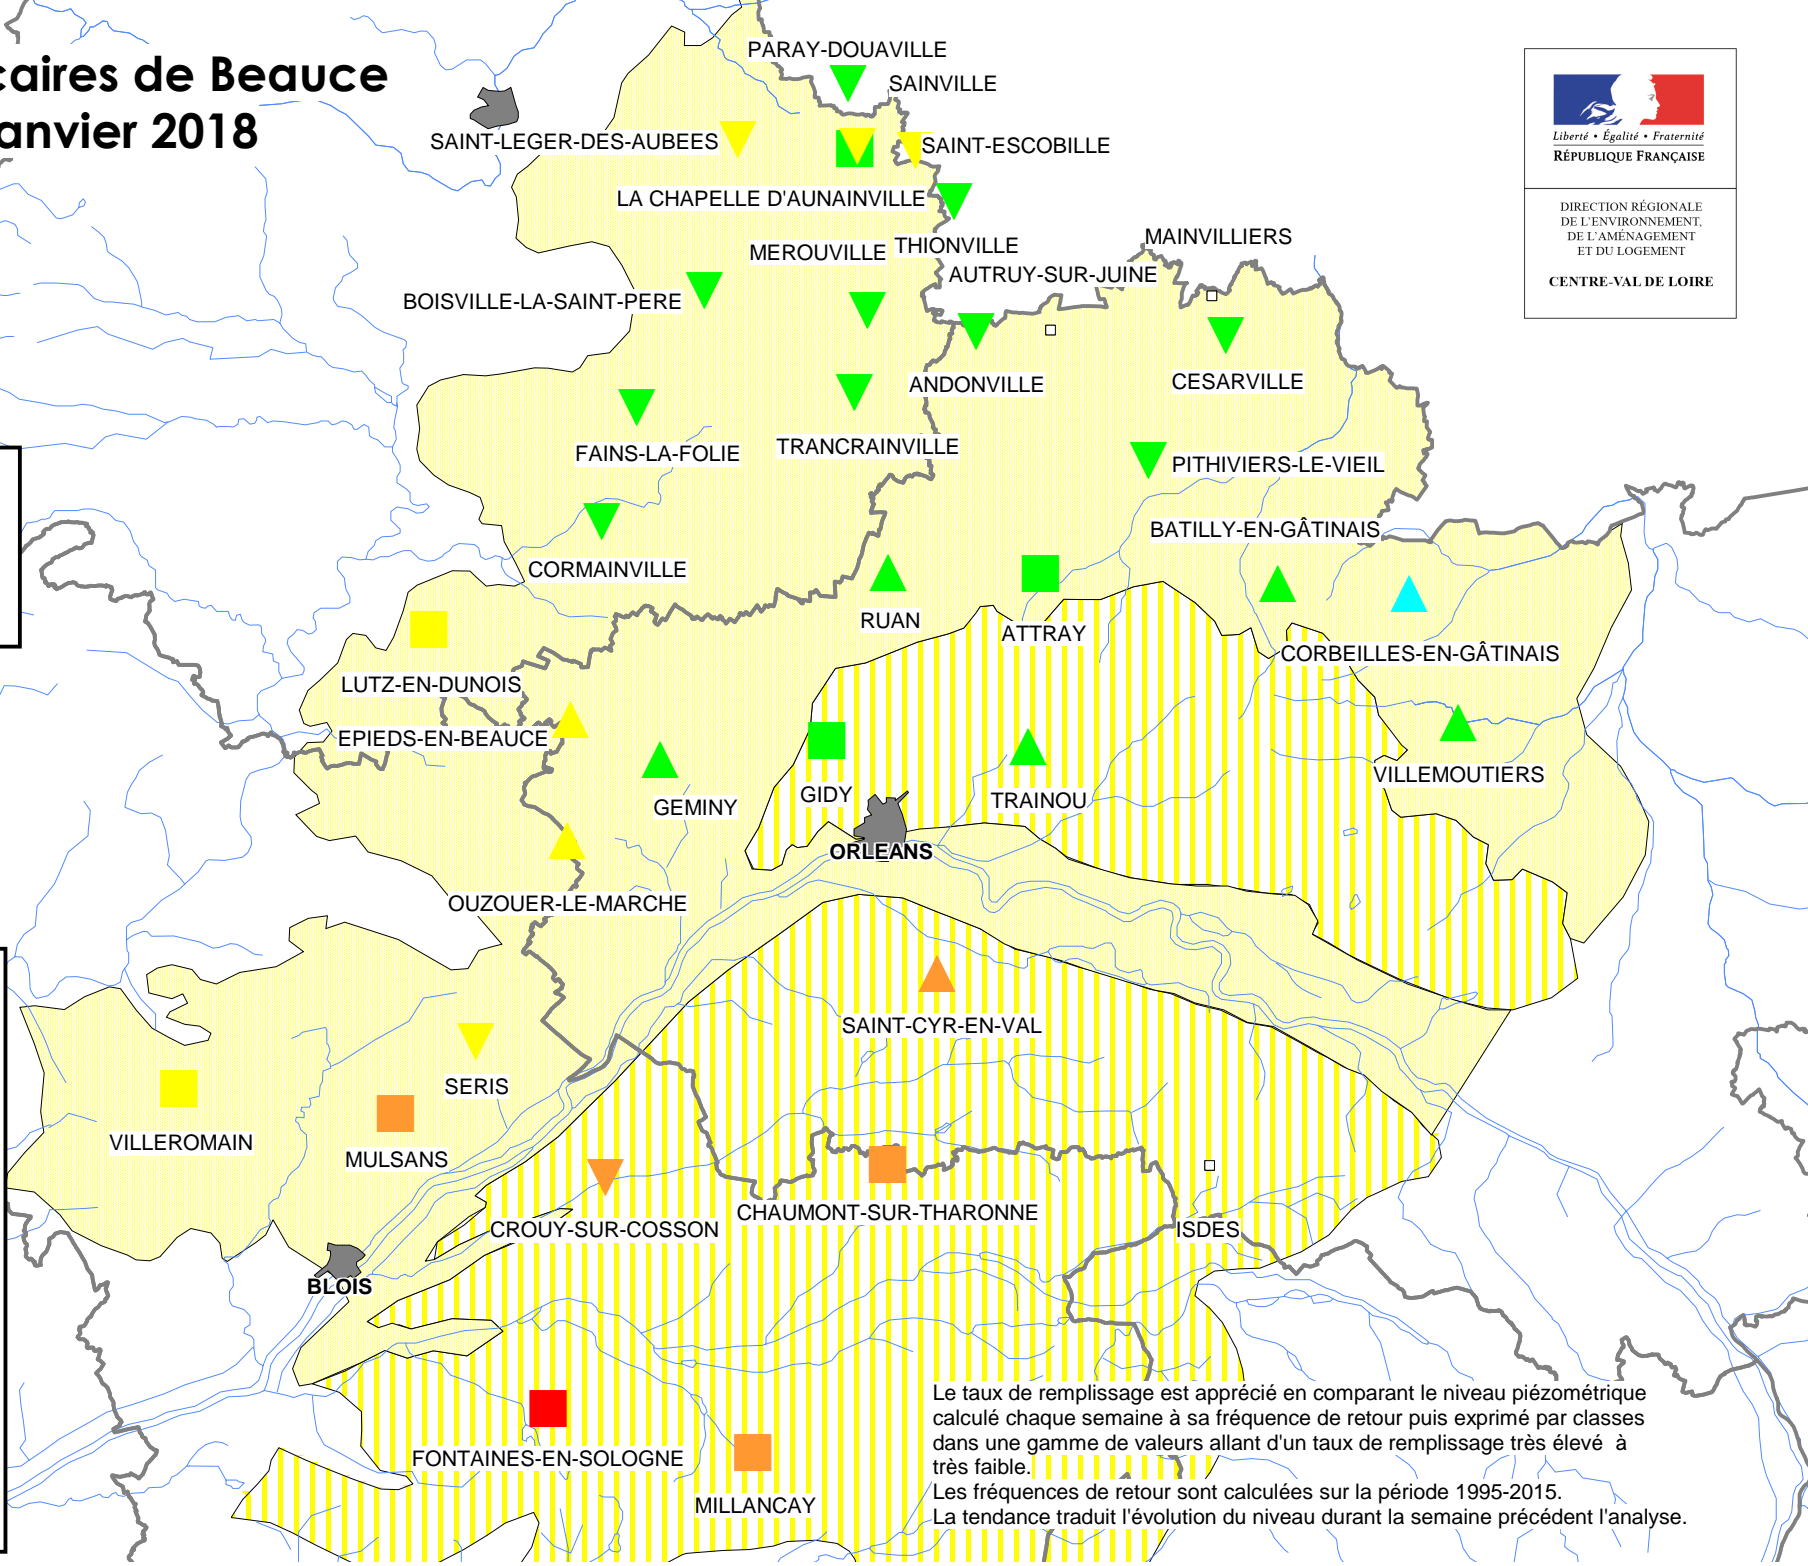 caires de Beauce
anvier 2018
PARAY-DOUAVILLE
SAINVILLE
SAINT-LEGER-DES-AUBEES
SAINT-ESCOBILLE
LA CHAPELLE D'AUNAINVILLE
MEROUVILLE
THIONVILLE
MAINVILLIERS
AUTRUY-SUR-JUINE
BOISVILLE-LA-SAINT-PERE
ANDONVILLE
CESARVILLE
FAINS-LA-FOLIE
TRANCRAINVILLE
PITHIVIERS-LE-VIEIL
BATILLY-EN-GÂTINAIS
CORMAINVILLE
RUAN
ATTRAY
CORBEILLES-EN-GÂTINAIS
LUTZ-EN-DUNOIS
EPIEDS-EN-BEAUCE
VILLEMOUTIERS
GEMINY
GIDY
TRAINOU
ORLEANS
OUZOUER-LE-MARCHE
SAINT-CYR-EN-VAL
SERIS
VILLEROMAIN
MULSANS
CROUY-SUR-COSSON
CHAUMONT-SUR-THARONNE
ISDES
BLOIS
FONTAINES-EN-SOLOGNE
MILLANCAY
Liberté • Égalité • Fraternité
RÉPUBLIQUE FRANÇAISE
DIRECTION RÉGIONALE
DE L'ENVIRONNEMENT,
DE L'AMÉNAGEMENT
ET DU LOGEMENT
CENTRE-VAL DE LOIRE
Le taux de remplissage est apprécié en comparant le niveau piézométrique
calculé chaque semaine à sa fréquence de retour puis exprimé par classes
dans une gamme de valeurs allant d'un taux de remplissage très élevé à
très faible.
Les fréquences de retour sont calculées sur la période 1995-2015.
La tendance traduit l'évolution du niveau durant la semaine précédent l'analyse.